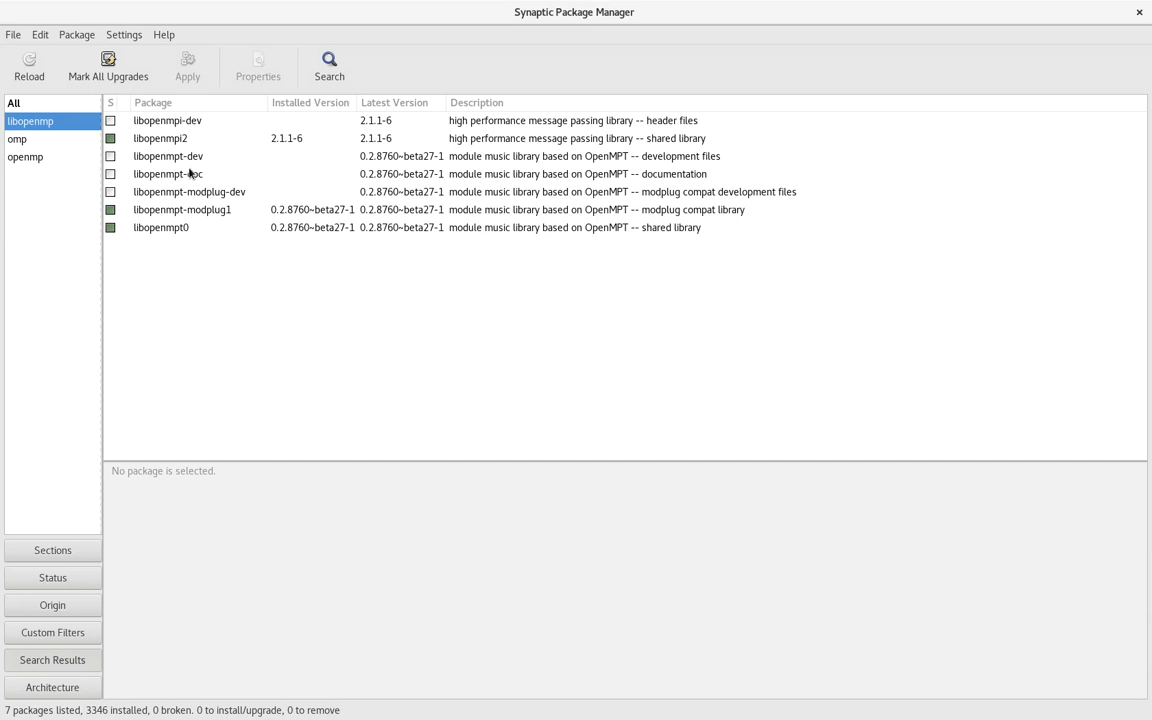 Synaptic Package Manager ×
File Edit Package Settings Help
Reload Mark All Upgrades Apply Properties Search
All
libopenmp
omp
openmp
S Package Installed Version Latest Version Description
libopenmpi-dev 2.1.1-6 high performance message passing library -- header files
libopenmpi2 2.1.1-6 2.1.1-6 high performance message passing library -- shared library
libopenmpt-dev 0.2.8760~beta27-1 module music library based on OpenMPT -- development files
0.2.8760~beta27-1 module music library based on OpenMPT -- documentation
libopenmpt-modplug-dev 0.2.8760~beta27-1 module music library based on OpenMPT -- modplug compat development files
libopenmpt-modplug1 0.2.8760~beta27-1 0.2.8760~beta27-1 module music library based on OpenMPT -- modplug compat library
libopenmpt0 0.2.8760~beta27-1 0.2.8760~beta27-1 module music library based on OpenMPT -- shared library
No package is selected.
Sections
Status
Origin
Custom Filters
Search Results
Architecture
7 packages listed, 3346 installed, 0 broken. 0 to install/upgrade, 0 to remove